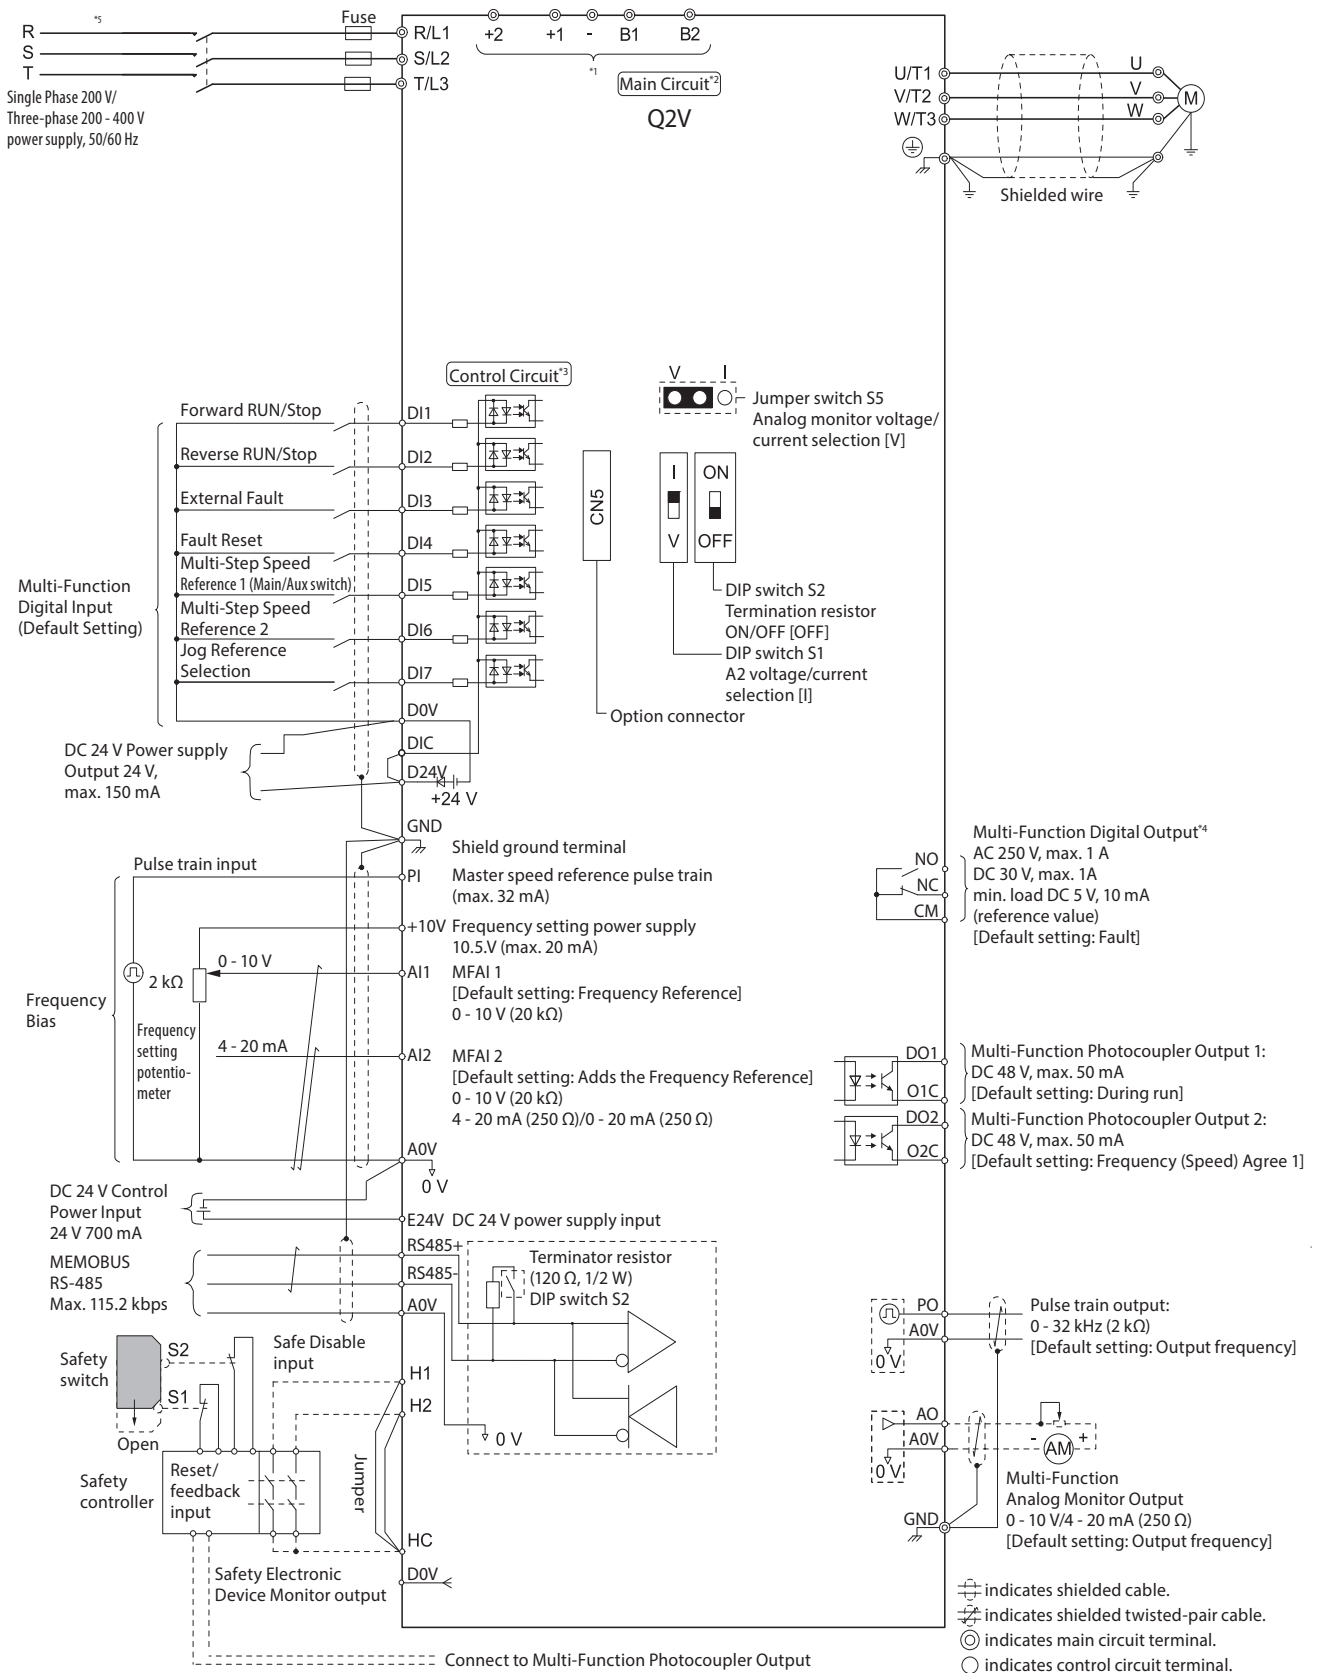 Fuse
R *5
S
T
Single Phase 200 V/
Three-phase 200 - 400 V
power supply, 50/60 Hz
R/L1
S/L2
T/L3
+2 +1 - B1 B2
*1
Main Circuit*2
Q2V
U/T1
V/T2
W/T3
U
V
W
M
Shielded wire
Control Circuit*3
V I
Jumper switch S5
Analog monitor voltage/
current selection [V]
Forward RUN/Stop
DI1
Reverse RUN/Stop
DI2
External Fault
DI3
Fault Reset
DI4
Multi-Step Speed
Reference 1 (Main/Aux switch)
DI5
Multi-Step Speed
Reference 2
DI6
Jog Reference
Selection
DI7
Multi-Function
Digital Input
(Default Setting)
CN5
I
V
ON
OFF
DIP switch S2
Termination resistor
ON/OFF [OFF]
DIP switch S1
A2 voltage/current
selection [I]
Option connector
D0V
DIC
D24V
+24 V
DC 24 V Power supply
Output 24 V,
max. 150 mA
GND
Shield ground terminal
Pulse train input
PI
Master speed reference pulse train
(max. 32 mA)
+10V
Frequency setting power supply
10.5.V (max. 20 mA)
0 - 10 V
2 kΩ
AI1
MFAI 1
[Default setting: Frequency Reference]
0 - 10 V (20 kΩ)
Frequency
Bias
Frequency
setting
potentio-
meter
4 - 20 mA
AI2
MFAI 2
[Default setting: Adds the Frequency Reference]
0 - 10 V (20 kΩ)
4 - 20 mA (250 Ω)/0 - 20 mA (250 Ω)
A0V
0 V
NO
NC
CM
Multi-Function Digital Output*4
AC 250 V, max. 1 A
DC 30 V, max. 1A
min. load DC 5 V, 10 mA
(reference value)
[Default setting: Fault]
DO1
O1C
Multi-Function Photocoupler Output 1:
DC 48 V, max. 50 mA
[Default setting: During run]
DO2
O2C
Multi-Function Photocoupler Output 2:
DC 48 V, max. 50 mA
[Default setting: Frequency (Speed) Agree 1]
DC 24 V Control
Power Input
24 V 700 mA
E24V
DC 24 V power supply input
MEMOBUS
RS-485
Max. 115.2 kbps
RS485+
RS485-
A0V
Terminator resistor
(120 Ω, 1/2 W)
DIP switch S2
0 V
Safety
switch
S2
S1
Open
Safe Disable
input
H1
H2
Jumper
HC
D0V
Safety
controller
Reset/
feedback
input
Safety Electronic
Device Monitor output
Connect to Multi-Function Photocoupler Output
PO
A0V
0 V
Pulse train output:
0 - 32 kHz (2 kΩ)
[Default setting: Output frequency]
AO
A0V
0 V
- +
AM
Multi-Function
Analog Monitor Output
0 - 10 V/4 - 20 mA (250 Ω)
[Default setting: Output frequency]
GND
indicates shielded cable.
indicates shielded twisted-pair cable.
indicates main circuit terminal.
indicates control circuit terminal.